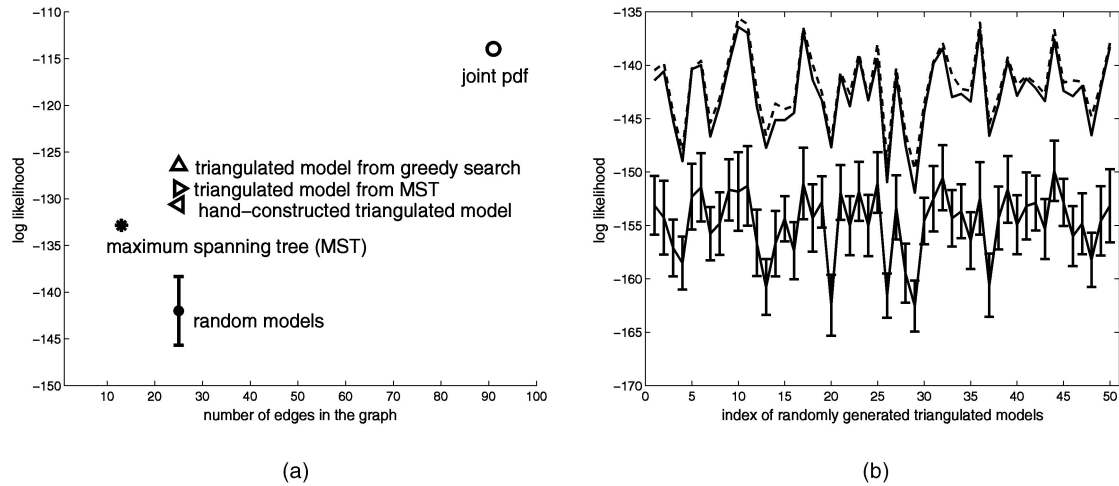 -110
-115
-120
-125
-130
-135
-140
-145
-150
log likelihood
joint pdf
triangulated model from greedy search
triangulated model from MST
hand-constructed triangulated model
maximum spanning tree (MST)
random models
10 20 30 40 50 60 70 80 90 100
number of edges in the graph
(a)
-135
-140
-145
-150
-155
-160
-165
-170
log likelihood
0 5 10 15 20 25 30 35 40 45 50
index of randomly generated triangulated models
(b)